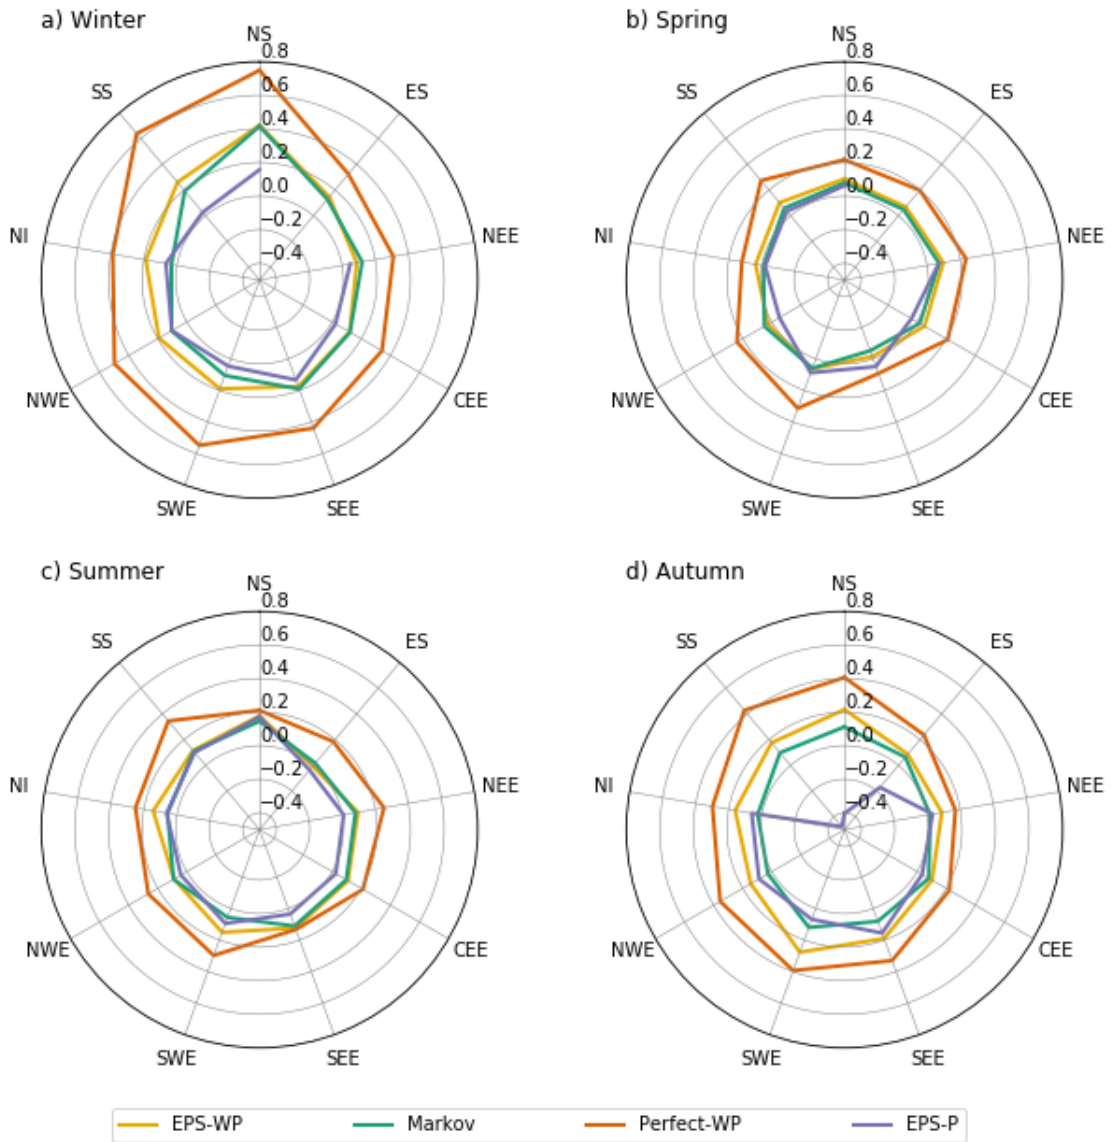 a) Winter
NS
0.8
0.6
0.4
0.2
0.0
−0.2
−0.4
ES
NEE
CEE
SEE
SWE
NWE
NI
SS
b) Spring
NS
0.8
0.6
0.4
0.2
0.0
−0.2
−0.4
ES
NEE
CEE
SEE
SWE
NWE
NI
SS
c) Summer
NS
0.8
0.6
0.4
0.2
0.0
−0.2
−0.4
ES
NEE
CEE
SEE
SWE
NWE
NI
SS
d) Autumn
NS
0.8
0.6
0.4
0.2
0.0
−0.2
−0.4
ES
NEE
CEE
SEE
SWE
NWE
NI
SS
EPS-WP Markov Perfect-WP EPS-P